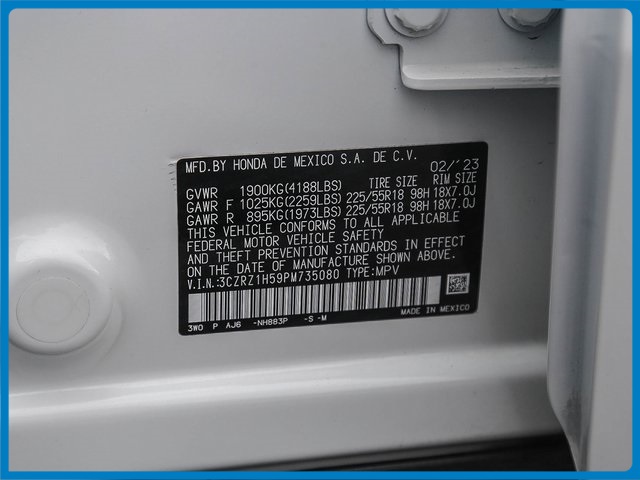 MFD.BY HONDA DE MEXICO S.A. DE C.V. 02/'23
GVWR 1900KG(4188LBS) TIRE SIZE RIM SIZE
GAWR F 1025KG(2259LBS) 225/55R18 98H 18X7.0J
GAWR R 895KG(1973LBS) 225/55R18 98H 18X7.0J
THIS VEHICLE CONFORMS TO ALL APPLICABLE
FEDERAL MOTOR VEHICLE SAFETY
AND THEFT PREVENTION STANDARDS IN EFFECT
ON THE DATE OF MANUFACTURE SHOWN ABOVE.
V.I.N.:3CZRZ1H59PM735080 TYPE:MPV
3W0 P AJ6 -NH883P -S -M MADE IN MEXICO